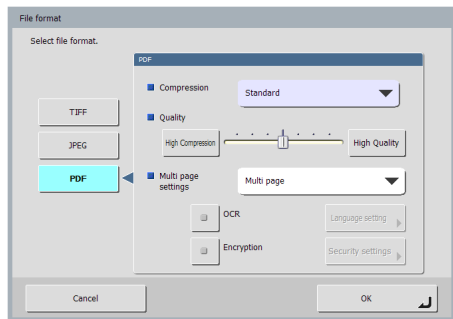 File format
Select file format.
PDF
Compression
Standard
Quality
TIFF
High Compression
High Quality
JPEG
PDF
Multi page
settings
Multi page
OCR
Language setting
Encryption
Security settings
Cancel
OK